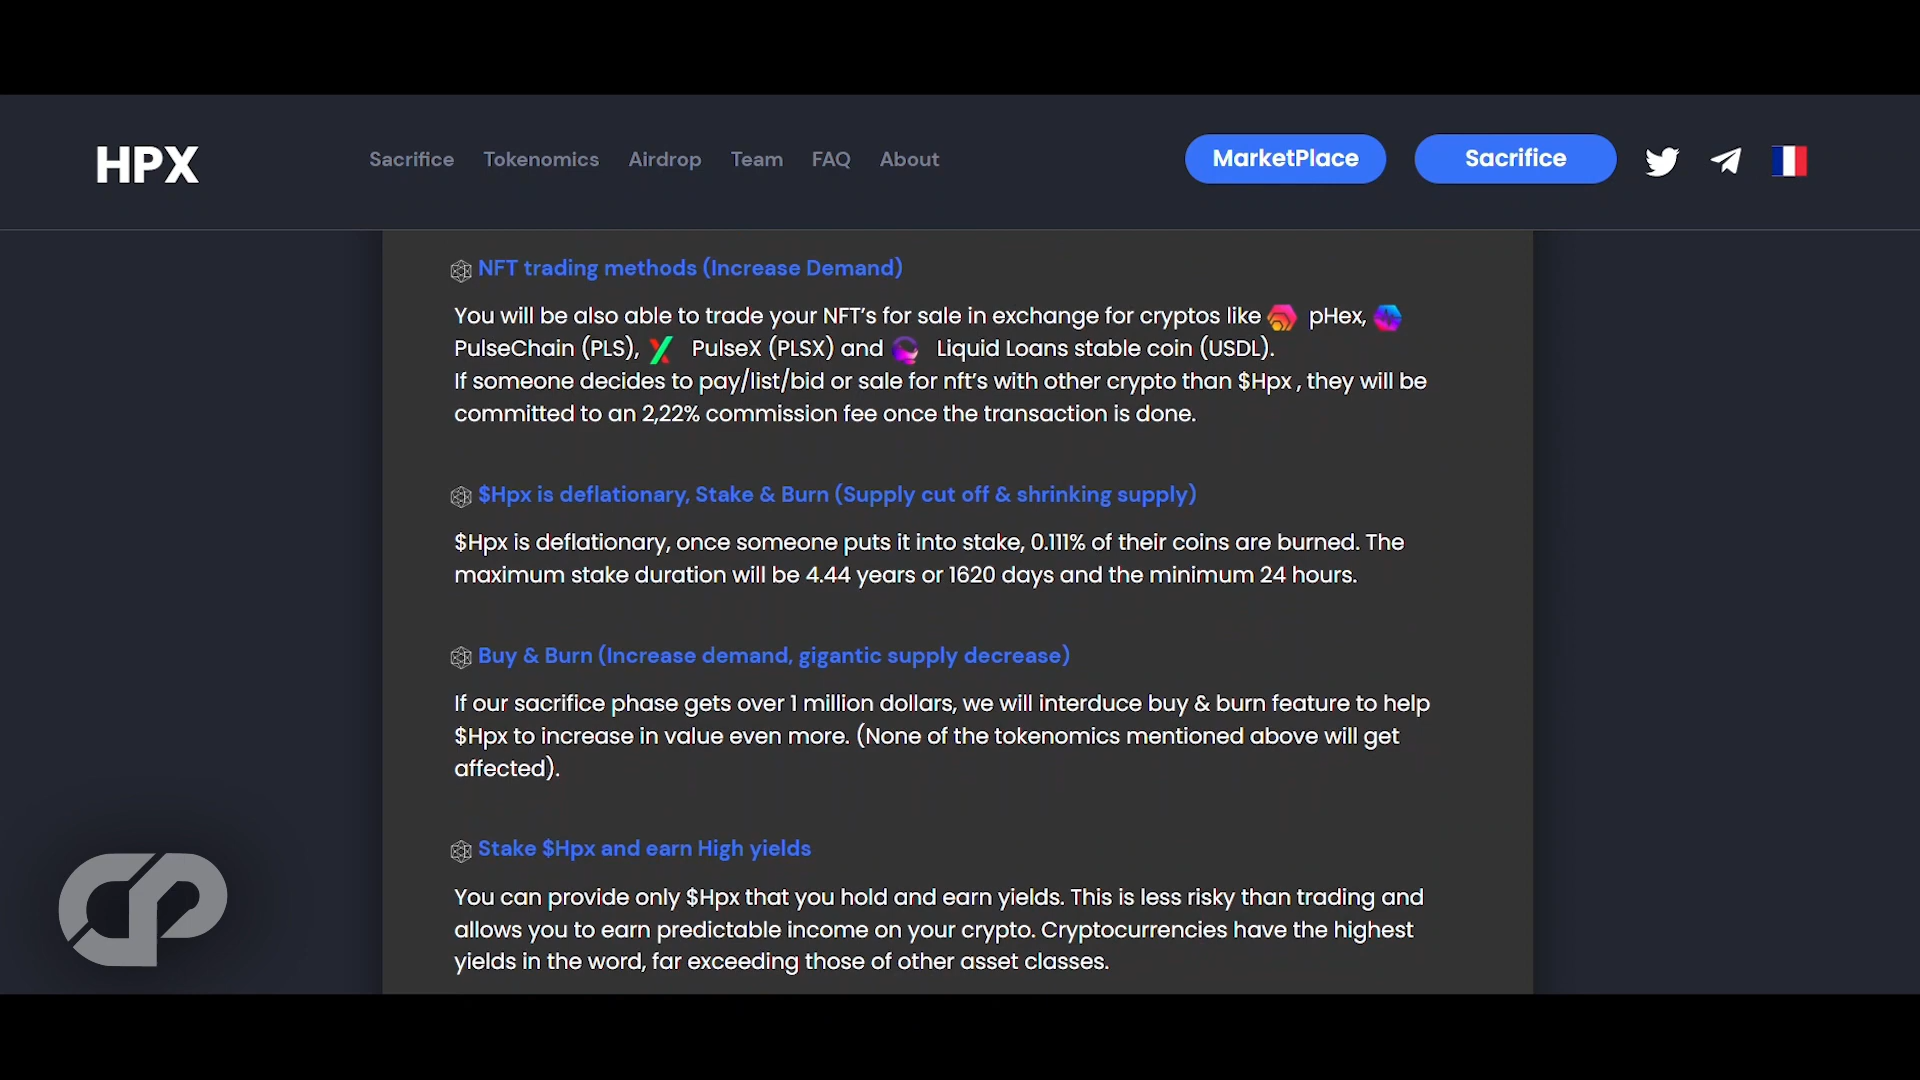 HPX
Sacrifice Tokenomics Airdrop Team FAQ About
MarketPlace
Sacrifice
NFT trading methods (Increase Demand)
You will be also able to trade your NFT's for sale in exchange for cryptos like pHex,
PulseChain (PLS), PulseX (PLSX) and Liquid Loans stable coin (USDL).
If someone decides to pay/list/bid or sale for nft's with other crypto than $Hpx , they will be
committed to an 2,22% commission fee once the transaction is done.
$Hpx is deflationary, Stake & Burn (Supply cut off & shrinking supply)
$Hpx is deflationary, once someone puts it into stake, 0.111% of their coins are burned. The
maximum stake duration will be 4.44 years or 1620 days and the minimum 24 hours.
Buy & Burn (Increase demand, gigantic supply decrease)
If our sacrifice phase gets over 1 million dollars, we will interduce buy & burn feature to help
$Hpx to increase in value even more. (None of the tokenomics mentioned above will get
affected).
Stake $Hpx and earn High yields
You can provide only $Hpx that you hold and earn yields. This is less risky than trading and
allows you to earn predictable income on your crypto. Cryptocurrencies have the highest
yields in the word, far exceeding those of other asset classes.